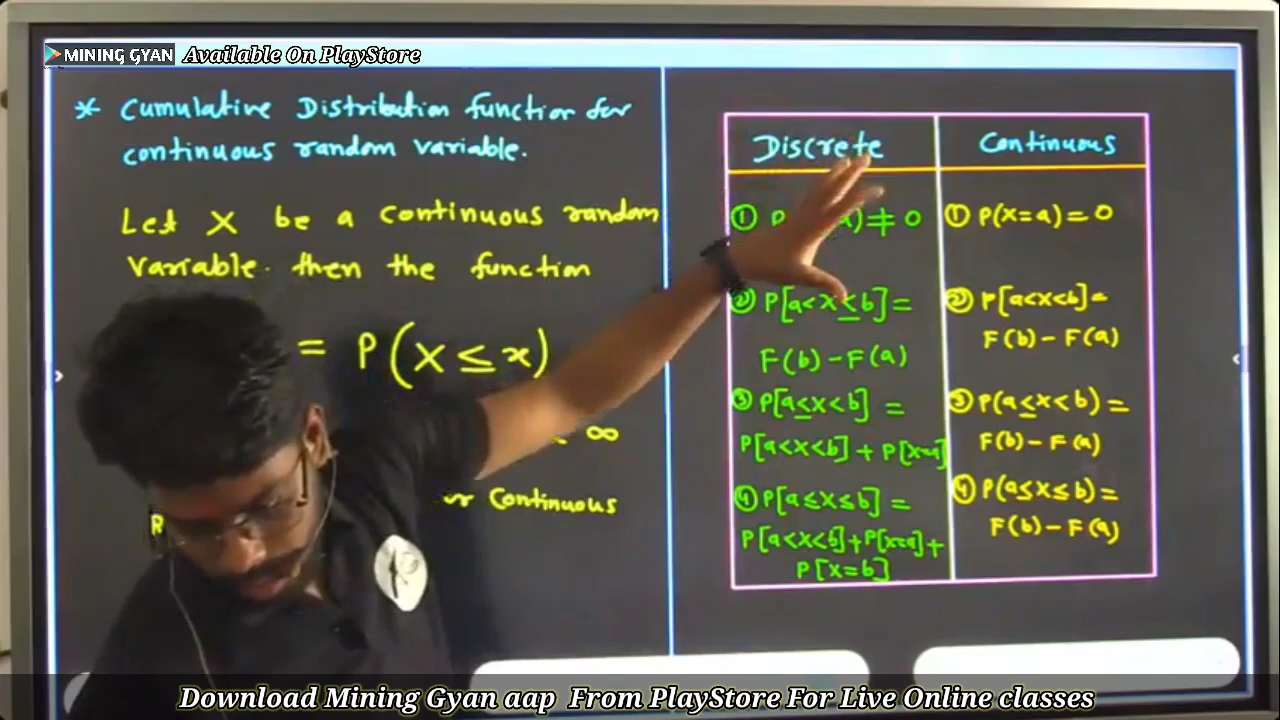 MINING GYAN Available On PlayStore
* Cumulative Distribution function for
continuous random variable.
Let X be a continuous random
variable. then the function
= P(X ≤ x)
∞
Continuous
R
Discrete
① P a) ≠ 0
② P[a<X≤b] =
F(b) - F(a)
③ P[a≤X<b] =
P[a<X<b] + P[X=a]
④ P[a≤X≤b] =
P[a<X<b]+P[X=a]+
P[X=b]
Continuous
① P(X=a) = 0
② P[a<X<b] =
F(b) - F(a)
③ P(a≤X<b) =
F(b) - F(a)
④ P(a≤X≤b) =
F(b) - F(a)
Download Mining Gyan aap From PlayStore For Live Online classes